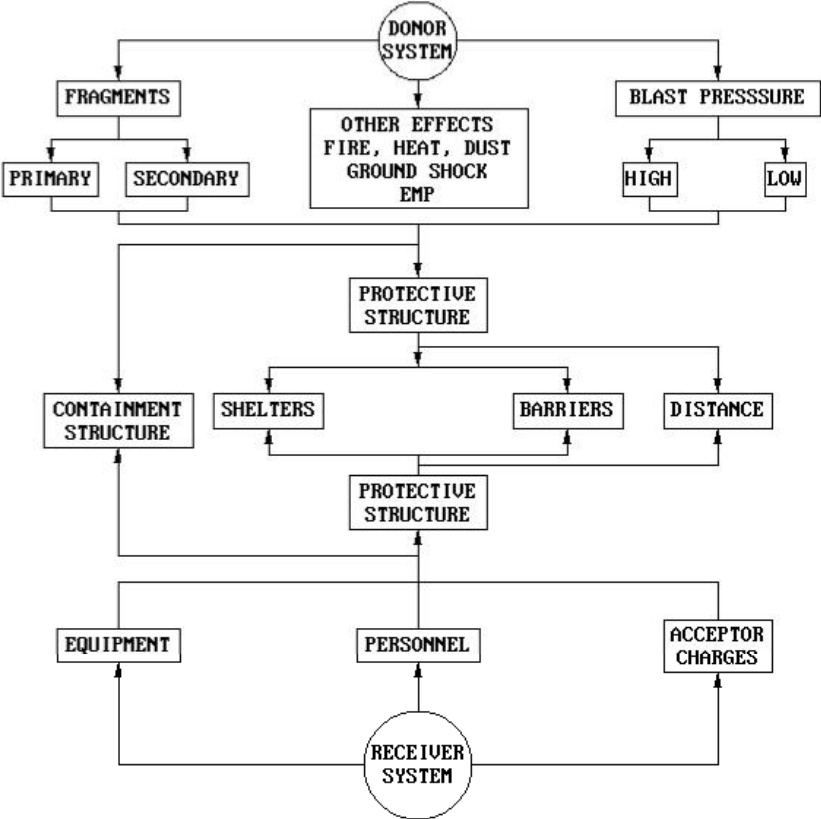 DONOR
SYSTEM
FRAGMENTS
BLAST PRESSSURE
OTHER EFFECTS
FIRE, HEAT, DUST
GROUND SHOCK
EMP
PRIMARY
SECONDARY
HIGH
LOW
PROTECTIVE
STRUCTURE
CONTAINMENT
STRUCTURE
SHELTERS
BARRIERS
DISTANCE
PROTECTIVE
STRUCTURE
EQUIPMENT
PERSONNEL
ACCEPTOR
CHARGES
RECEIVER
SYSTEM